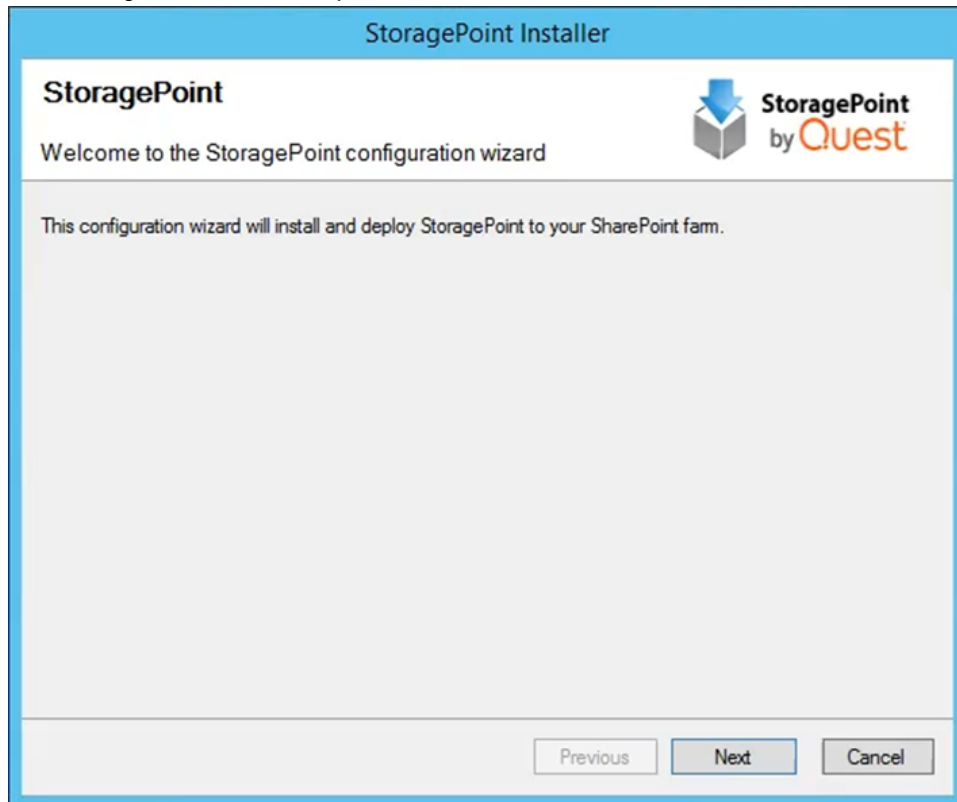 StoragePoint Installer
StoragePoint
Welcome to the StoragePoint configuration wizard
StoragePoint
by Quest
This configuration wizard will install and deploy StoragePoint to your SharePoint farm.
Previous
Next
Cancel